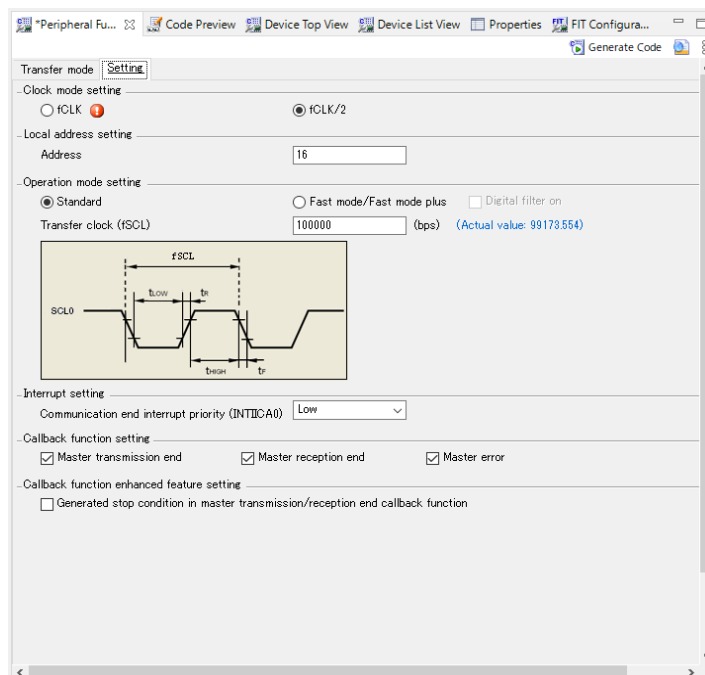 *Peripheral Fu... Code Preview Device Top View Device List View Properties FIT Configura...
Generate Code
Transfer mode Setting
Clock mode setting
fCLK fCLK/2
Local address setting
Address 16
Operation mode setting
Standard Fast mode/Fast mode plus Digital filter on
Transfer clock (fSCL) 100000 (bps) (Actual value: 99173.554)
fSCL
tLOW tR
SCL0
tHIGH tF
Interrupt setting
Communication end interrupt priority (INTIICA0) Low
Callback function setting
Master transmission end Master reception end Master error
Callback function enhanced feature setting
Generated stop condition in master transmission/reception end callback function